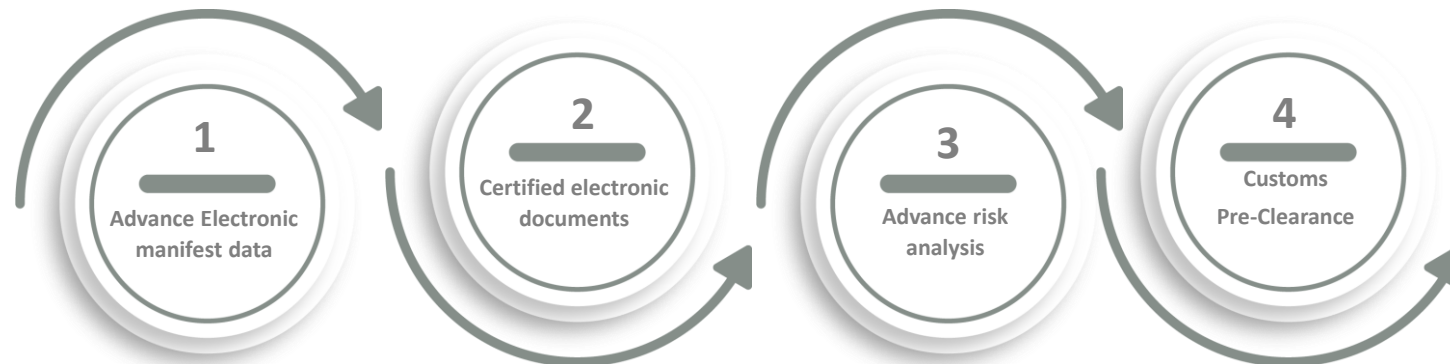 1
Advance Electronic
manifest data
2
Certified electronic
documents
3
Advance risk
analysis
4
Customs
Pre-Clearance